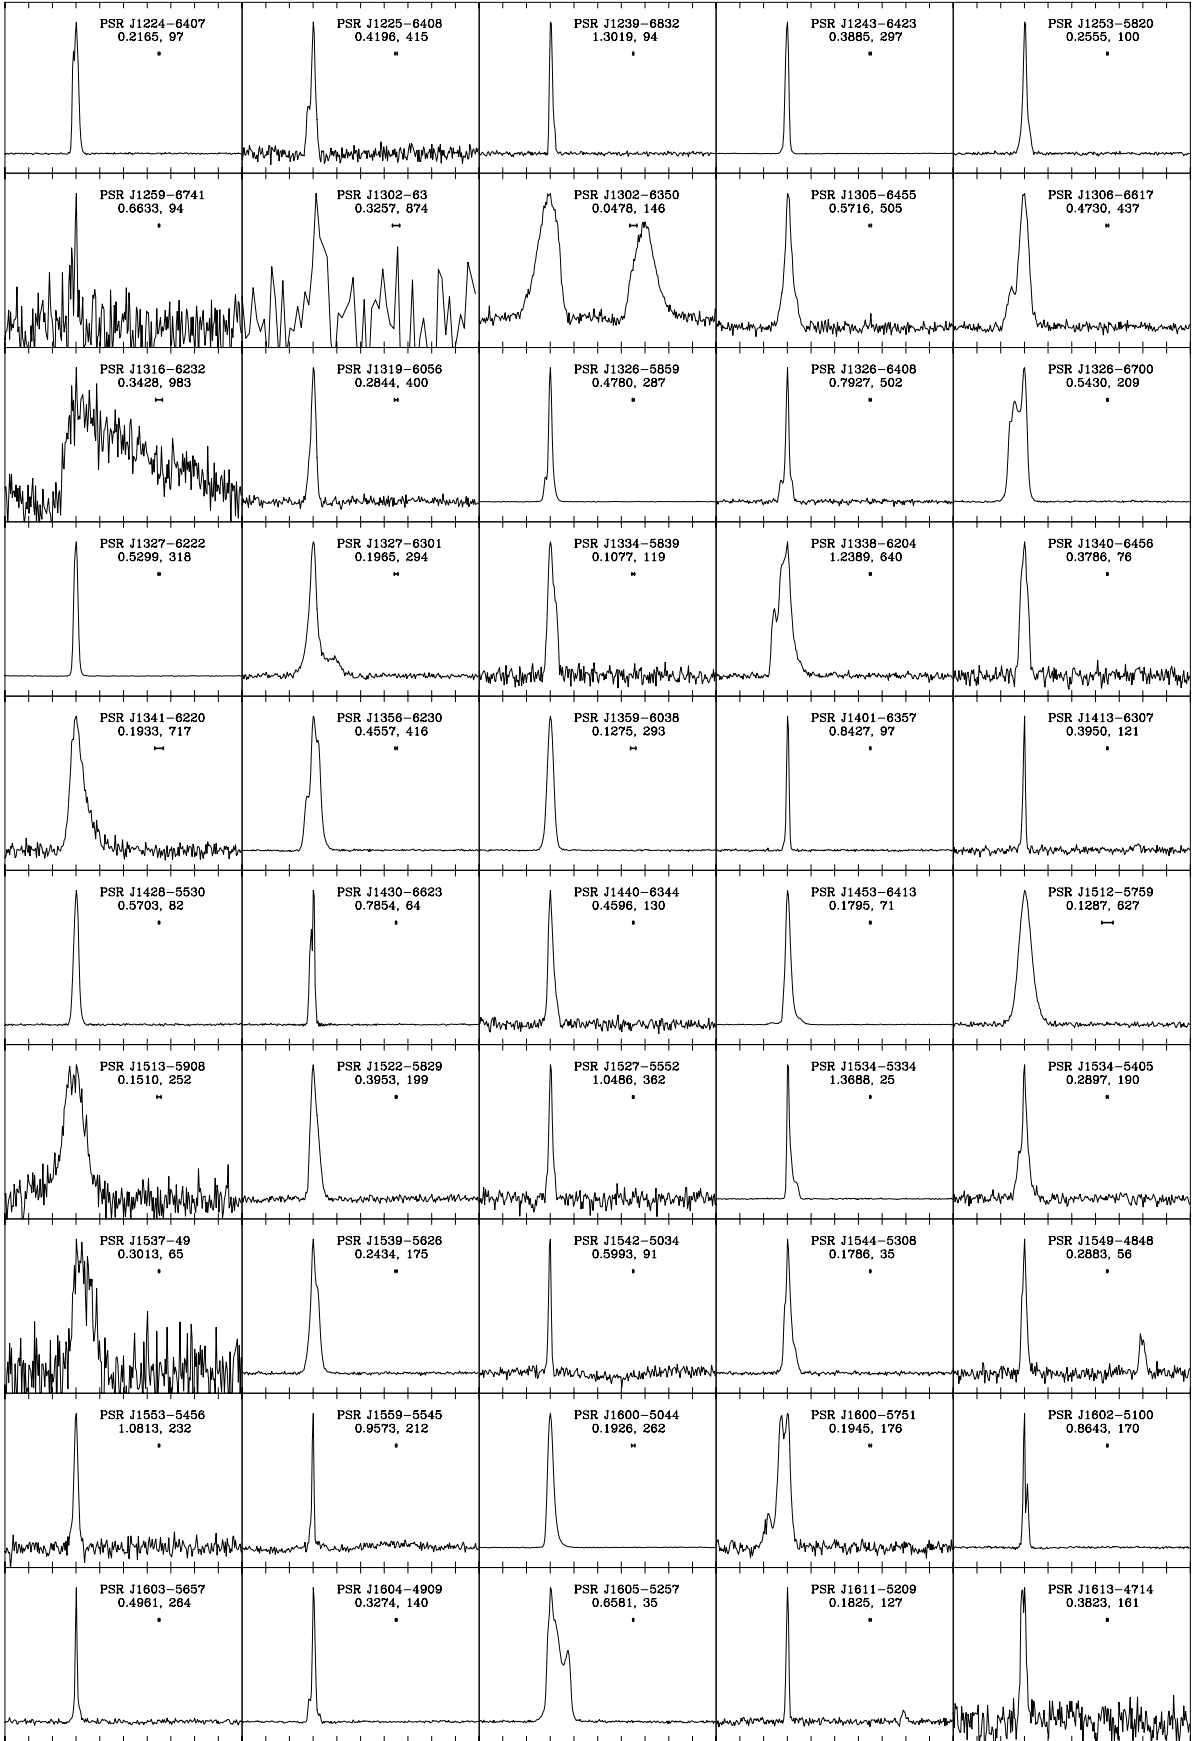 PSR J1224−6407
0.2165, 97
PSR J1225−6408
0.4196, 415
PSR J1239−6832
1.3019, 94
PSR J1243−6423
0.3885, 297
PSR J1253−5820
0.2555, 100
PSR J1259−6741
0.6633, 94
PSR J1302−63
0.3257, 874
PSR J1302−6350
0.0478, 146
PSR J1305−6455
0.5716, 505
PSR J1306−6617
0.4730, 437
PSR J1316−6232
0.3428, 983
PSR J1319−6056
0.2844, 400
PSR J1326−5859
0.4780, 287
PSR J1326−6408
0.7927, 502
PSR J1326−6700
0.5430, 209
PSR J1327−6222
0.5299, 318
PSR J1327−6301
0.1965, 294
PSR J1334−5839
0.1077, 119
PSR J1338−6204
1.2389, 640
PSR J1340−6456
0.3786, 76
PSR J1341−6220
0.1933, 717
PSR J1356−6230
0.4557, 416
PSR J1359−6038
0.1275, 293
PSR J1401−6357
0.8427, 97
PSR J1413−6307
0.3950, 121
PSR J1428−5530
0.5703, 82
PSR J1430−6623
0.7854, 64
PSR J1440−6344
0.4596, 130
PSR J1453−6413
0.1795, 71
PSR J1512−5759
0.1287, 627
PSR J1513−5908
0.1510, 252
PSR J1522−5829
0.3953, 199
PSR J1527−5552
1.0486, 362
PSR J1534−5334
1.3688, 25
PSR J1534−5405
0.2897, 190
PSR J1537−49
0.3013, 65
PSR J1539−5626
0.2434, 175
PSR J1542−5034
0.5993, 91
PSR J1544−5308
0.1786, 35
PSR J1549−4848
0.2883, 56
PSR J1553−5456
1.0813, 232
PSR J1559−5545
0.9573, 212
PSR J1600−5044
0.1926, 262
PSR J1600−5751
0.1945, 176
PSR J1602−5100
0.8643, 170
PSR J1603−5657
0.4961, 264
PSR J1604−4909
0.3274, 140
PSR J1605−5257
0.6581, 35
PSR J1611−5209
0.1825, 127
PSR J1613−4714
0.3823, 161